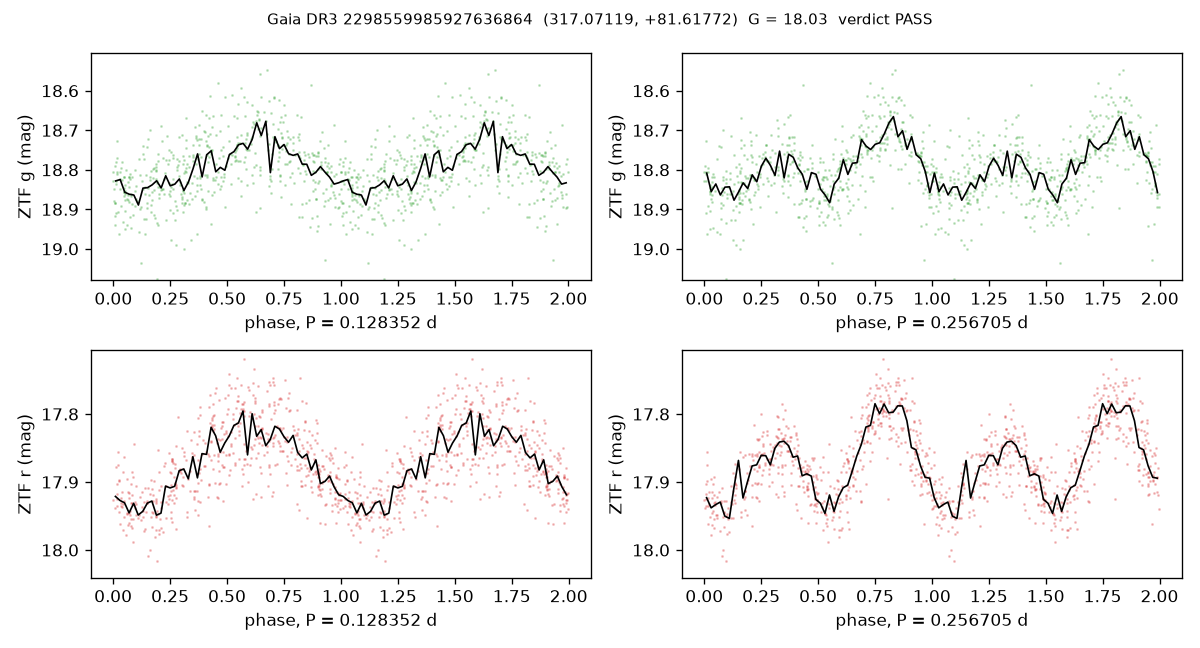 Gaia DR3 2298559985927636864  (317.07119, +81.61772)  G = 18.03  verdict PASS
ZTF g (mag)
18.6
18.7
18.8
18.9
19.0
0.00 0.25 0.50 0.75 1.00 1.25 1.50 1.75 2.00
phase, P = 0.128352 d
ZTF g (mag)
18.6
18.7
18.8
18.9
19.0
0.00 0.25 0.50 0.75 1.00 1.25 1.50 1.75 2.00
phase, P = 0.256705 d
ZTF r (mag)
17.8
17.9
18.0
0.00 0.25 0.50 0.75 1.00 1.25 1.50 1.75 2.00
phase, P = 0.128352 d
ZTF r (mag)
17.8
17.9
18.0
0.00 0.25 0.50 0.75 1.00 1.25 1.50 1.75 2.00
phase, P = 0.256705 d